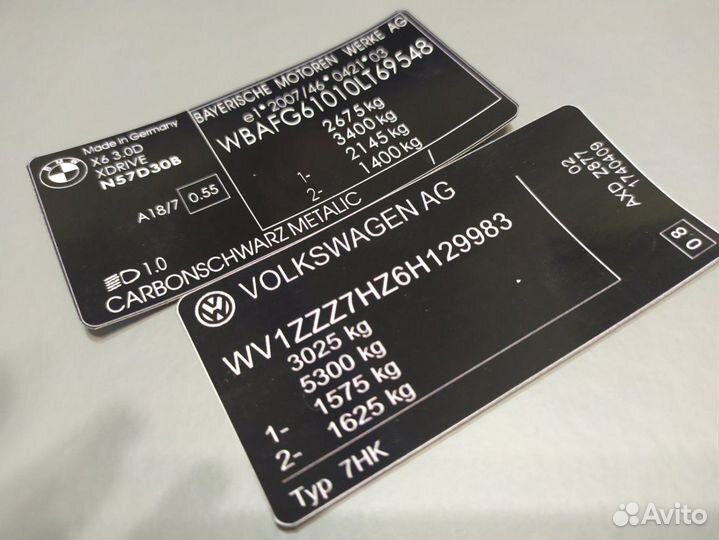 BAYERISCHE MOTOREN WERKE AG
e1*2007/46*0421*03
WBAFG61010LT69548
2675 kg
3400 kg
1- 2145 kg
2- 1400 kg
Made in Germany
X6 3.0D
XDRIVE
N57D30B
A18/7 0.55
1.0
CARBONSCHWARZ METALIC
VOLKSWAGEN AG
WV1ZZZ7HZ6H129983
3025 kg
5300 kg
1- 1575 kg
2- 1625 kg
Typ 7HK
02
AXD Z877
1740409
08
Avito